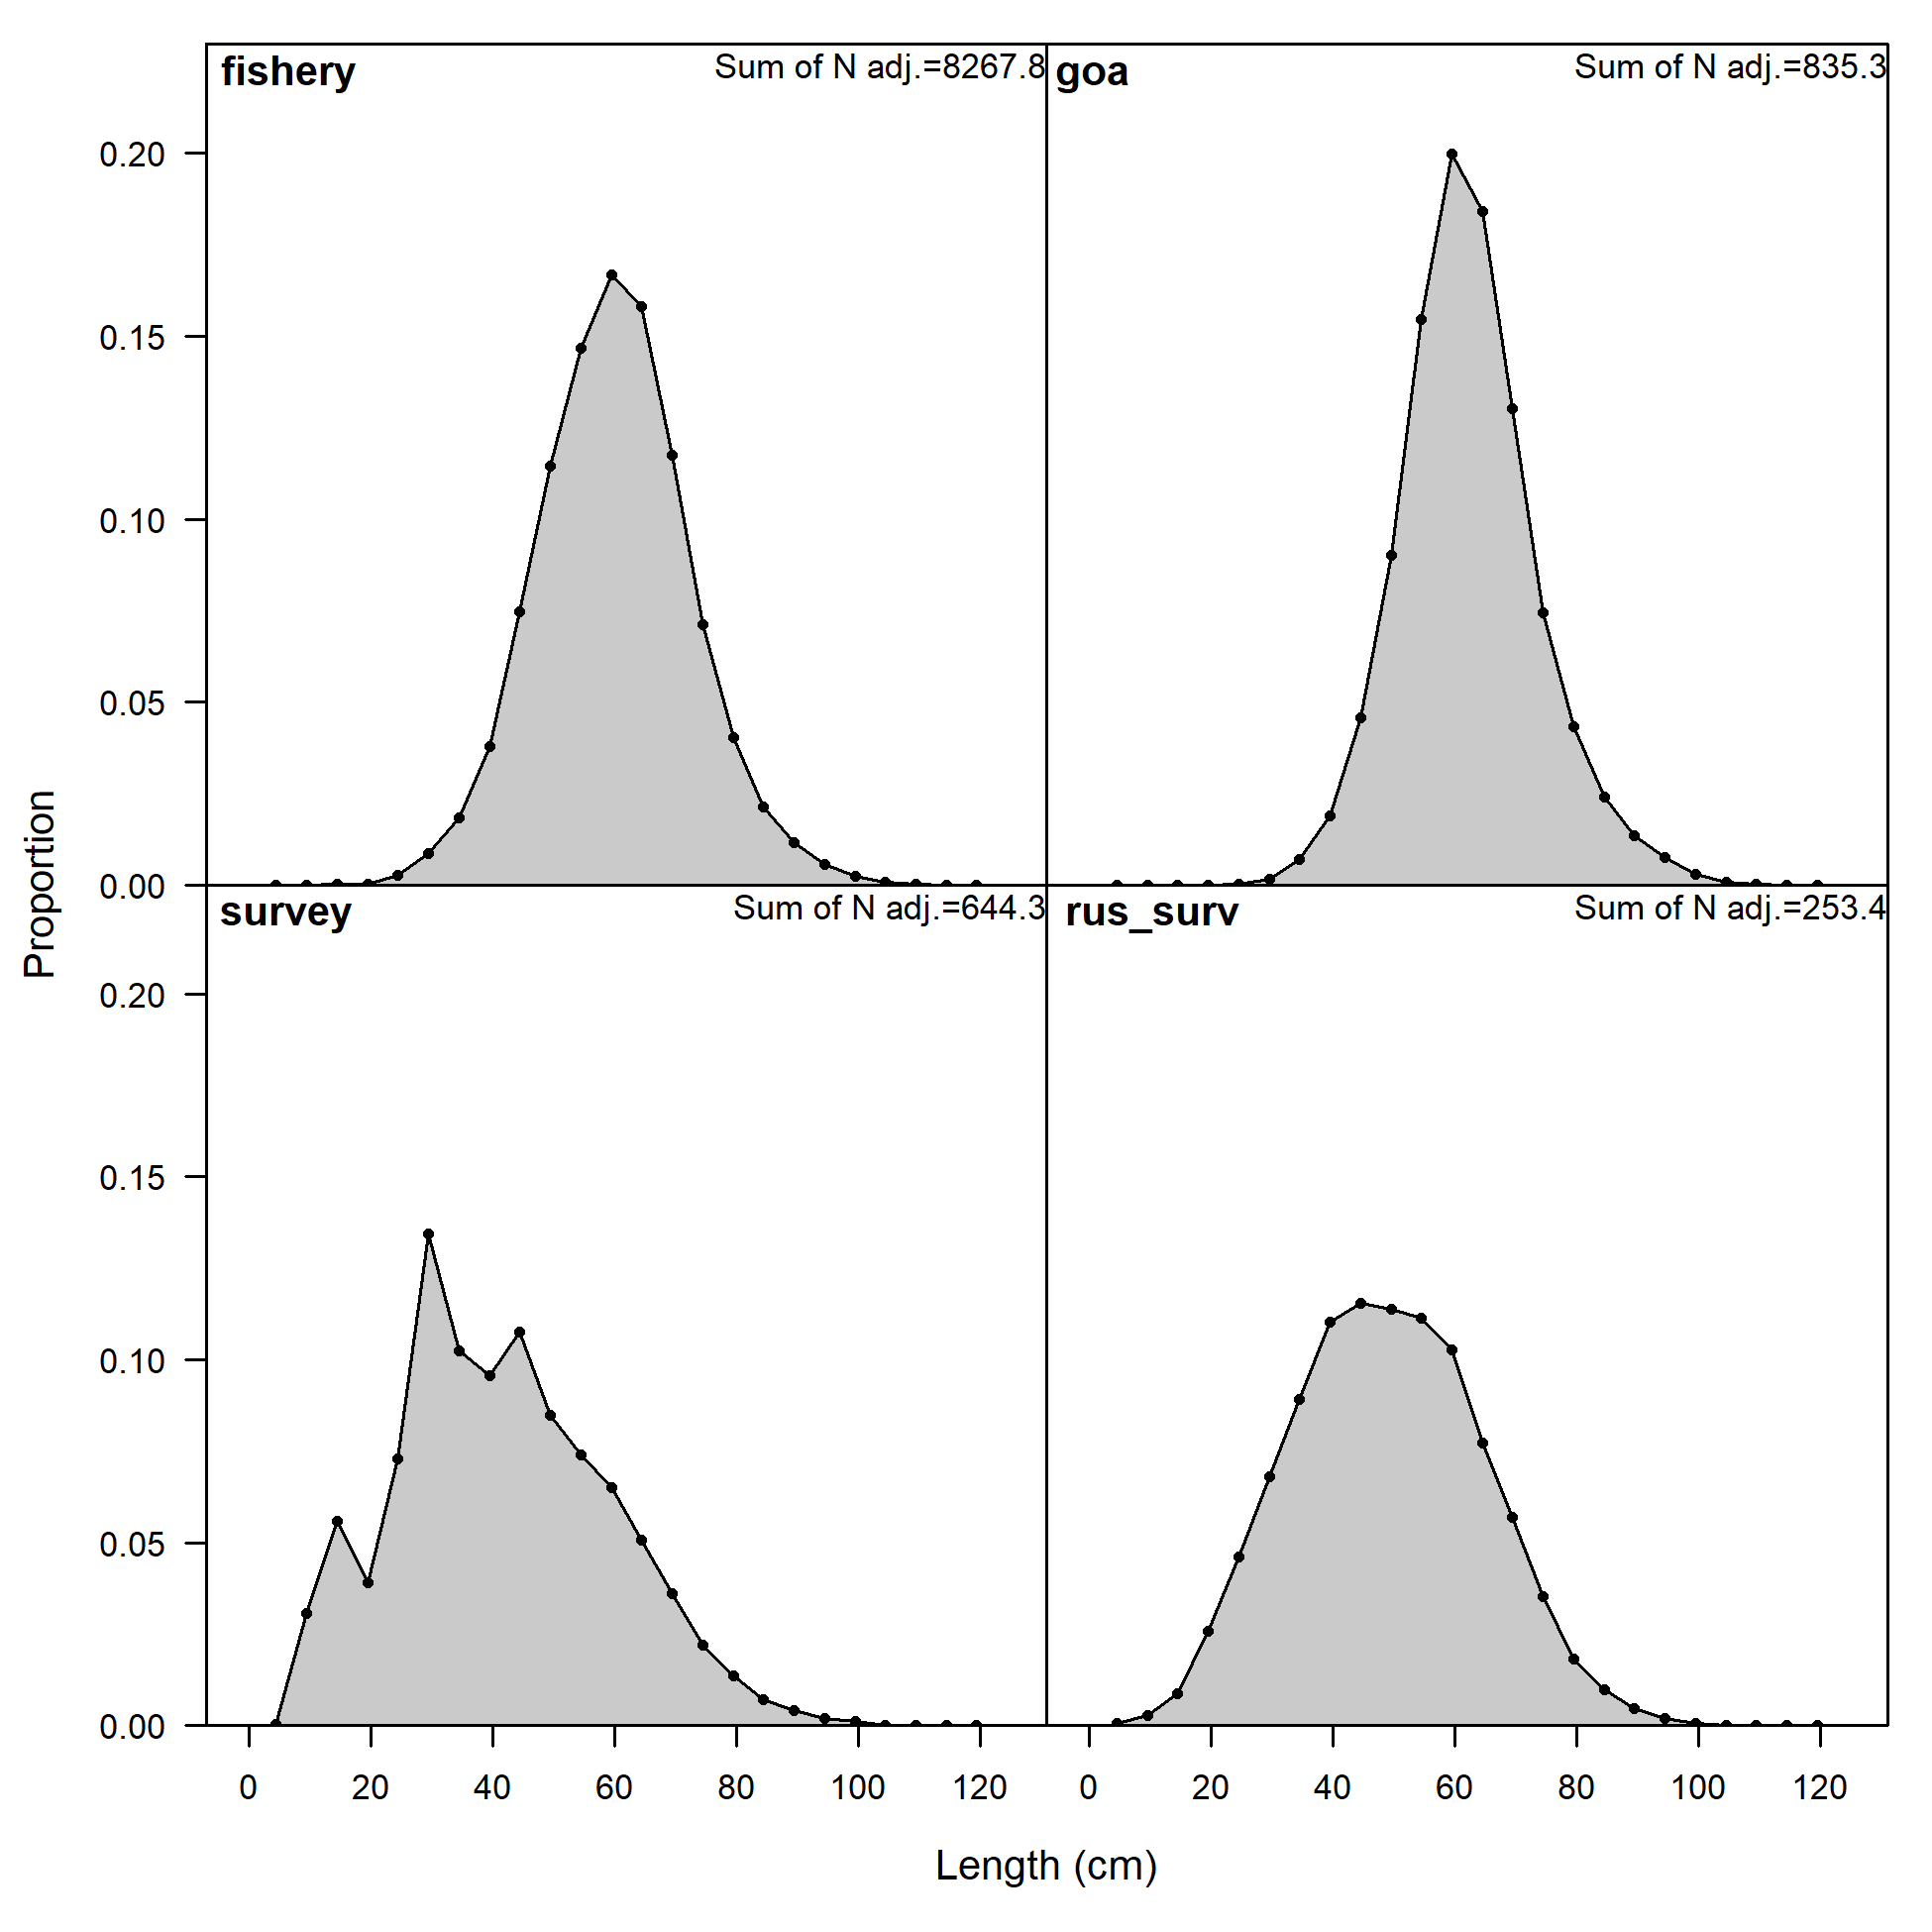 fishery
Sum of N adj.=8267.8
goa
Sum of N adj.=835.3
0.20
0.15
0.10
0.05
0.00
survey
Sum of N adj.=644.3
rus_surv
Sum of N adj.=253.4
0.20
0.15
0.10
0.05
0.00
Proportion
0 20 40 60 80 100 120
0 20 40 60 80 100 120
Length (cm)